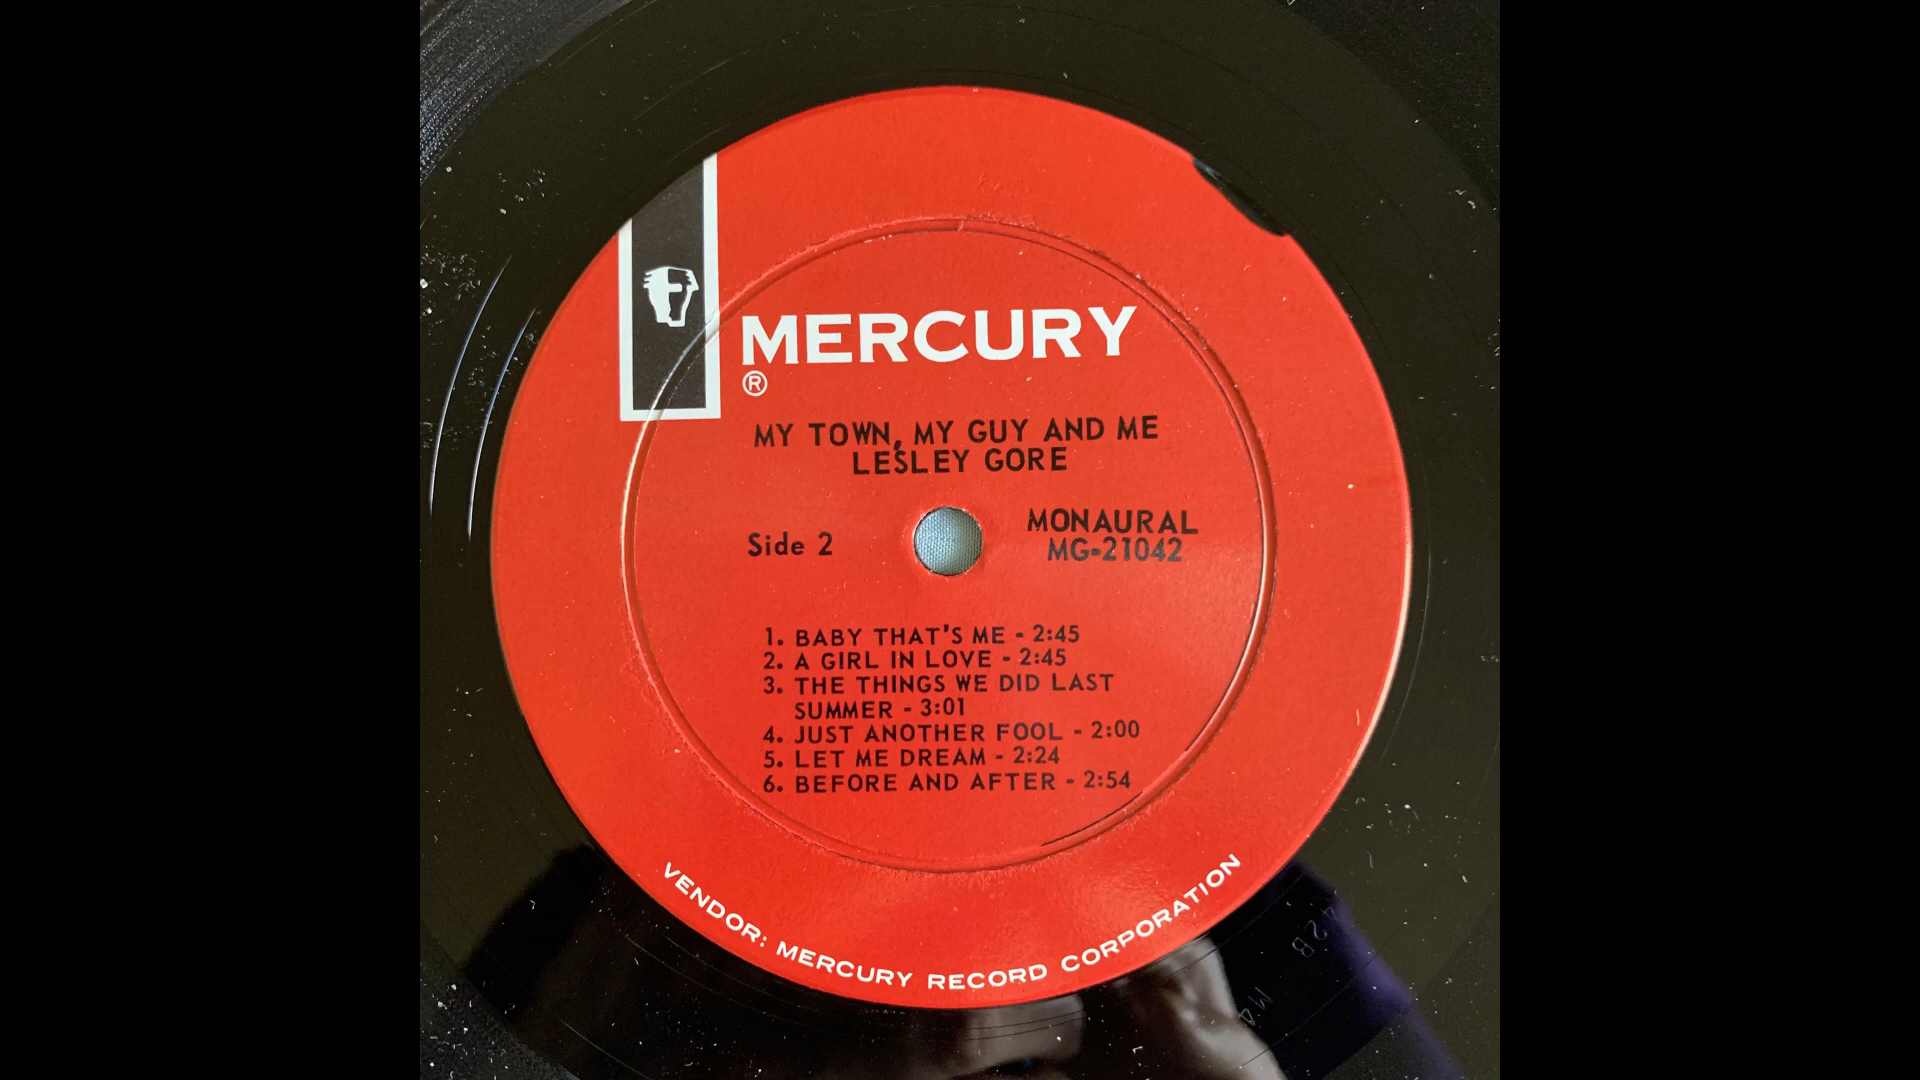 MERCURY
®
MY TOWN, MY GUY AND ME
LESLEY GORE
Side 2
MONAURAL
MG-21042
1. BABY THAT'S ME - 2:45
2. A GIRL IN LOVE - 2:45
3. THE THINGS WE DID LAST
SUMMER - 3:01
4. JUST ANOTHER FOOL - 2:00
5. LET ME DREAM - 2:24
6. BEFORE AND AFTER - 2:54
VENDOR: MERCURY RECORD CORPORATION